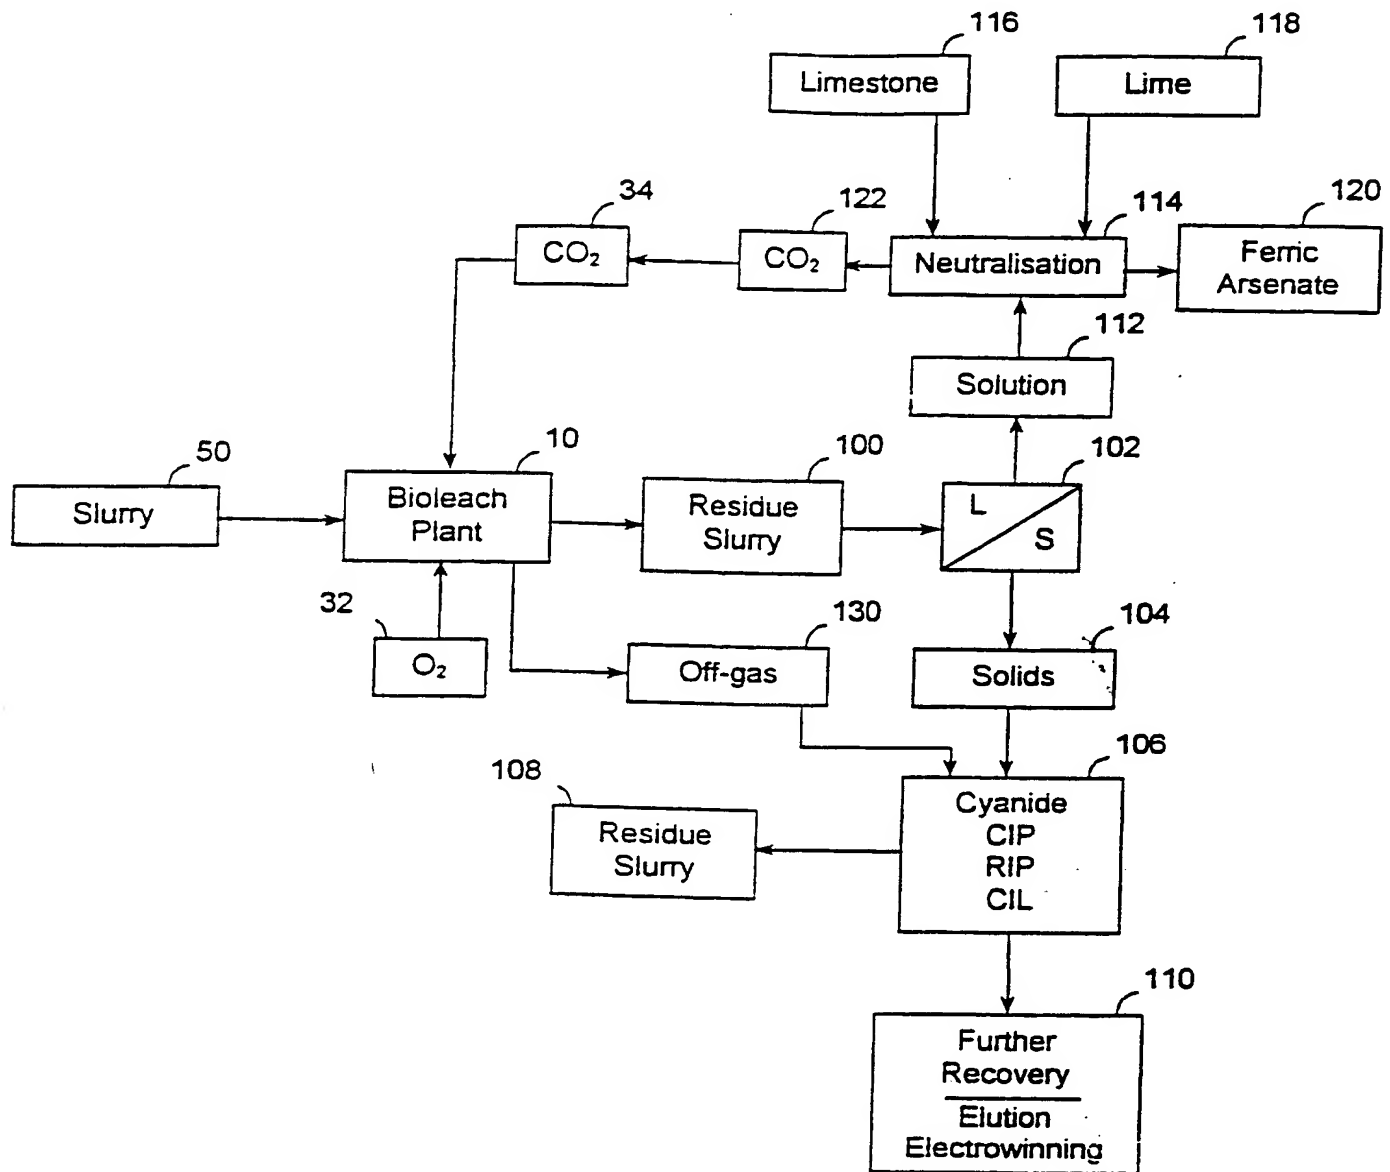 116
118
Limestone
Lime
34
122
114
120
CO₂
CO₂
Neutralisation
Ferric
Arsenate
112
Solution
50
10
100
102
Slurry
Bioleach
Plant
Residue
Slurry
L
S
32
130
104
O₂
Off-gas
Solids
108
106
Residue
Slurry
Cyanide
CIP
RIP
CIL
110
Further
Recovery
Elution
Electrowinning